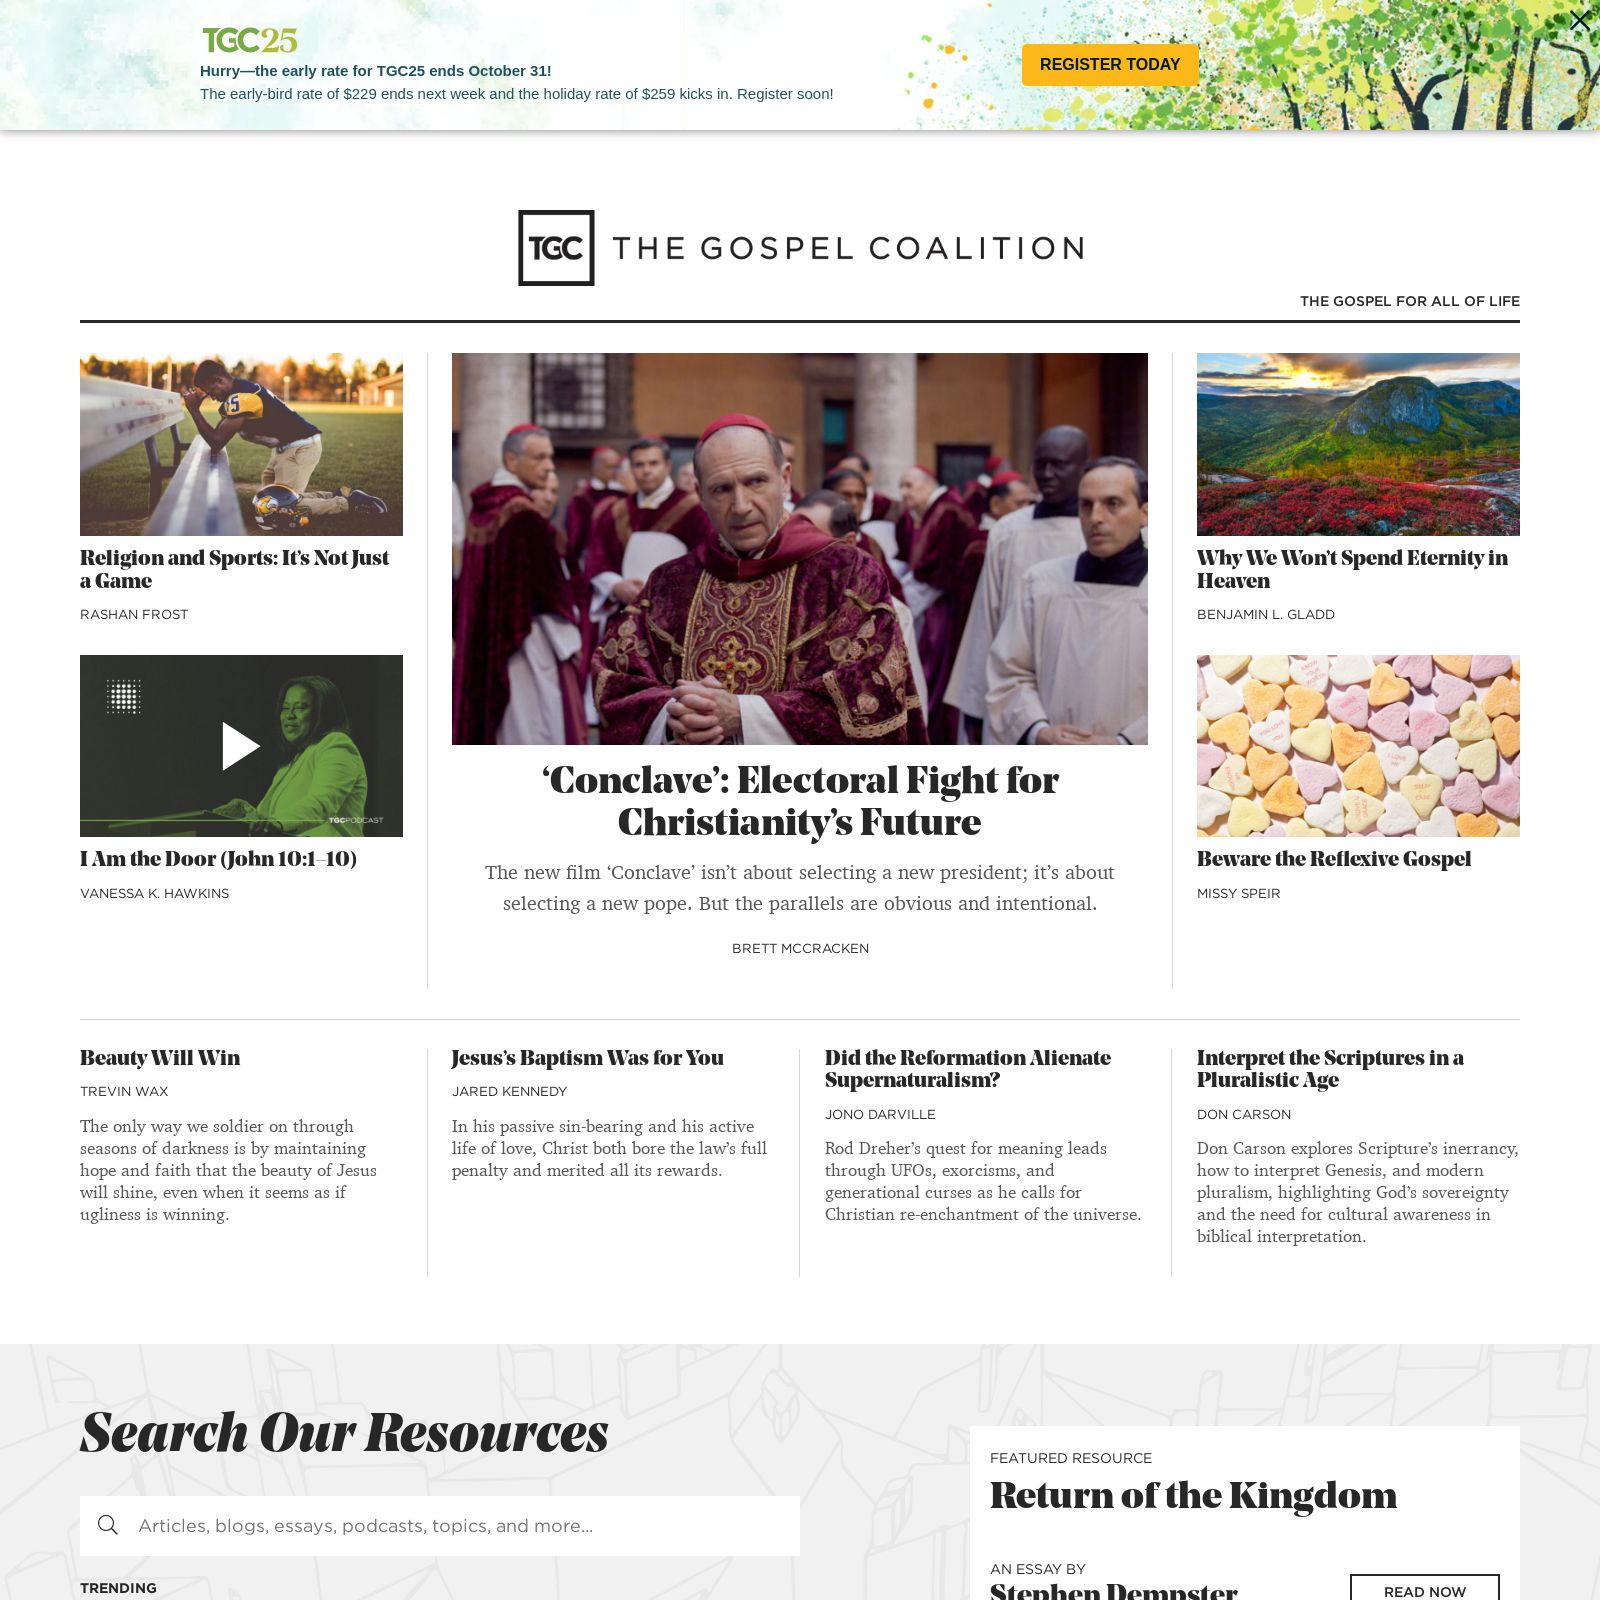 TGC25
Hurry—the early rate for TGC25 ends October 31!
The early-bird rate of $229 ends next week and the holiday rate of $259 kicks in. Register soon!
REGISTER TODAY
TGC THE GOSPEL COALITION
THE GOSPEL FOR ALL OF LIFE
5
Religion and Sports: It’s Not Just
a Game
RASHAN FROST
TGCPODCAST
I Am the Door (John 10:1–10)
VANESSA K. HAWKINS
‘Conclave’: Electoral Fight for
Christianity’s Future
The new film ‘Conclave’ isn’t about selecting a new president; it’s about
selecting a new pope. But the parallels are obvious and intentional.
BRETT MCCRACKEN
Why We Won’t Spend Eternity in
Heaven
BENJAMIN L. GLADD
Beware the Reflexive Gospel
MISSY SPEIR
Beauty Will Win
TREVIN WAX
The only way we soldier on through
seasons of darkness is by maintaining
hope and faith that the beauty of Jesus
will shine, even when it seems as if
ugliness is winning.
Jesus’s Baptism Was for You
JARED KENNEDY
In his passive sin-bearing and his active
life of love, Christ both bore the law’s full
penalty and merited all its rewards.
Did the Reformation Alienate
Supernaturalism?
JONO DARVILLE
Rod Dreher’s quest for meaning leads
through UFOs, exorcisms, and
generational curses as he calls for
Christian re-enchantment of the universe.
Interpret the Scriptures in a
Pluralistic Age
DON CARSON
Don Carson explores Scripture’s inerrancy,
how to interpret Genesis, and modern
pluralism, highlighting God’s sovereignty
and the need for cultural awareness in
biblical interpretation.
Search Our Resources
Articles, blogs, essays, podcasts, topics, and more...
TRENDING
FEATURED RESOURCE
Return of the Kingdom
AN ESSAY BY
Stephen Dempster
READ NOW